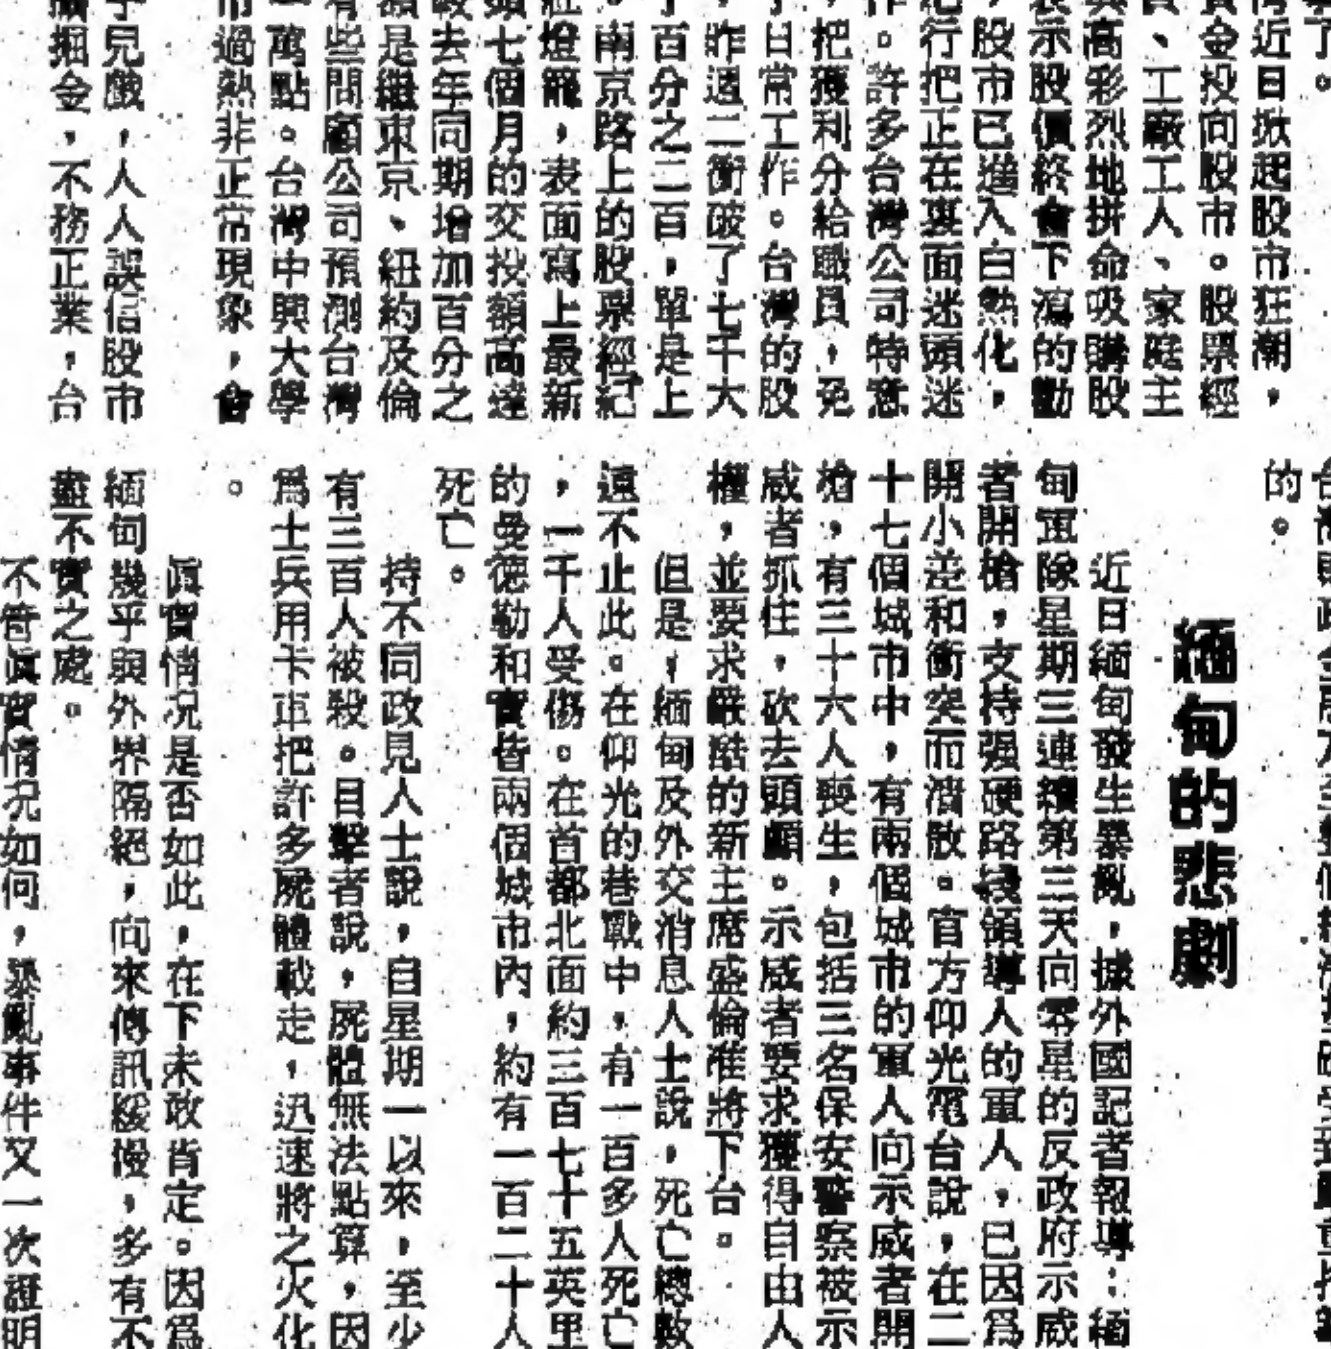 了。
近日掀起股市狂潮，
金投向股市。股票經
、工廠工人、家庭主
高彩烈地拼命吸購股
示股價終會下瀉的勸
，股市已進入白熱化，
行把正在裏面迷頭迷
。許多台灣公司特意
把獲利分給職員，免
日常工作。台灣的股
昨週二衝破了七千大
百分之二百，單是上
南京路上的股票經紀
燈籠，表面寫上最新
七個月的交投額高達
去年同期增加百分之
是繼東京、紐約及倫
些問顧公司預測台灣
一萬點。台灣中興大學
過熱非正常現象，會
兒戲，人人誤信股市
掘金，不務正業，台
的。
緬甸的悲劇
近日緬甸發生暴亂，據外國記者報導：緬
甸軍隊星期三連續第三天向零星的反政府示威
者開槍，支持强硬路綫領導人的軍人，已因爲
開小差和衝突而潰散。官方仰光電台說，在二
十七個城市中，有兩個城市的軍人向示威者開
槍，有三十六人喪生，包括三名保安警察被示
威者抓住，砍去頭顱。示威者要求獲得自由人
權，並要求嚴酷的新主席盛倫准將下台。
但是，緬甸及外交消息人士說，死亡總數
遠不止此。在仰光的巷戰中，有一百多人死亡
，一千人受傷。在首都北面約三百七十五英里
的曼德勒和實皆兩個城市內，約有一百二十人
死亡。
持不同政見人士說，自星期一以來，至少
有三百人被殺。目擊者說，屍體無法點算，因
爲士兵用卡車把許多屍體載走，迅速將之火化
。
眞實情況是否如此，在下未敢肯定。因爲
緬甸幾乎與外界隔絕，向來傳訊緩慢，多有不
盡不實之處。
不管眞實情况如何，暴亂事件又一次證明